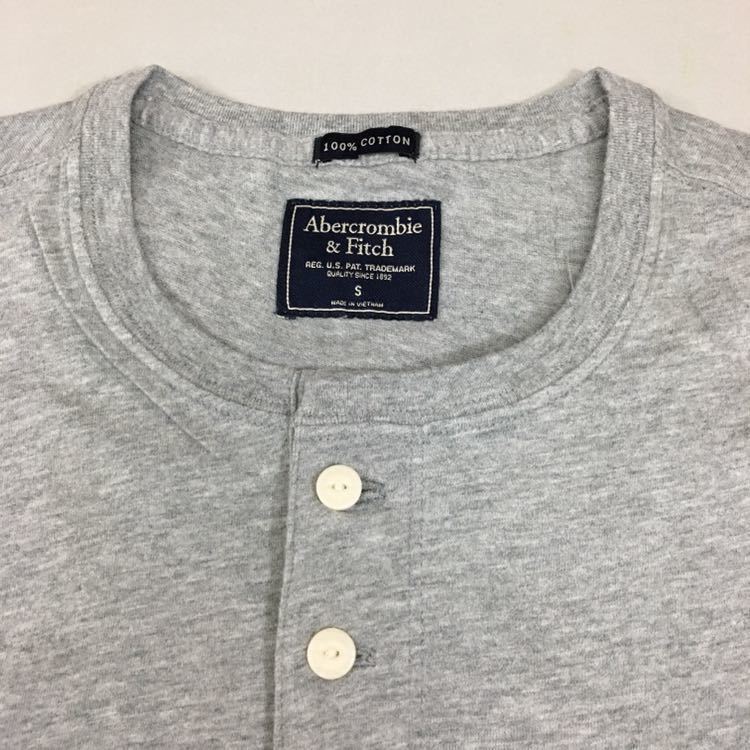 100% COTTON
Abercrombie
& Fitch
REG. U.S. PAT. TRADEMARK
QUALITY SINCE 1892
S
MADE IN VIETNAM